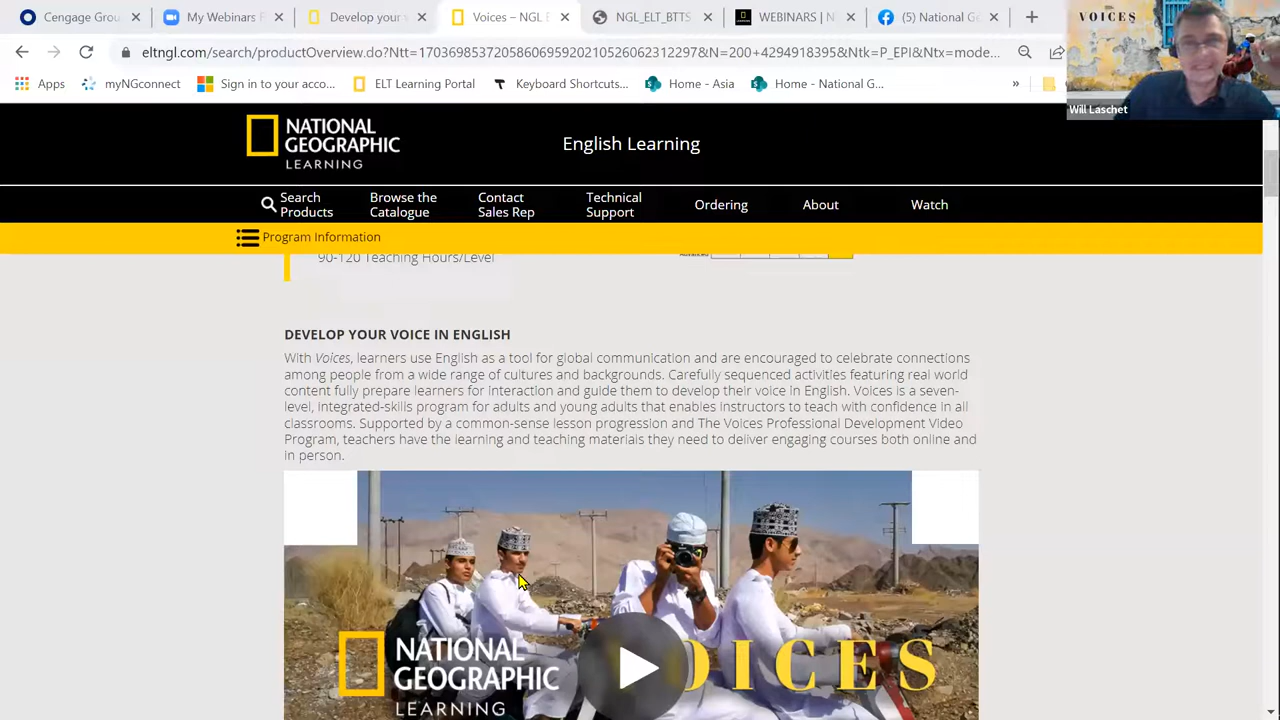 Cengage Grou
My Webinars
Develop your
Voices – NGL E
NGL_ELT_BTTS
WEBINARS | N
(5) National Ge
eltngl.com/search/productOverview.do?Ntt=170369853720586069592021052606231​2297&N=200+4294918395&Ntk=P_EPI&Ntx=mode...
Apps
myNGconnect
Sign in to your acco...
ELT Learning Portal
Keyboard Shortcuts...
Home - Asia
Home - National G...
»
VOICES
Will Laschet
NATIONAL
GEOGRAPHIC
LEARNING
English Learning
Search
Products
Browse the
Catalogue
Contact
Sales Rep
Technical
Support
Ordering
About
Watch
Program Information
90-120 Teaching Hours/Level
DEVELOP YOUR VOICE IN ENGLISH
With Voices, learners use English as a tool for global communication and are encouraged to celebrate connections
among people from a wide range of cultures and backgrounds. Carefully sequenced activities featuring real world
content fully prepare learners for interaction and guide them to develop their voice in English. Voices is a seven-
level, integrated-skills program for adults and young adults that enables instructors to teach with confidence in all
classrooms. Supported by a common-sense lesson progression and The Voices Professional Development Video
Program, teachers have the learning and teaching materials they need to deliver engaging courses both online and
in person.
NATIONAL
GEOGRAPHIC
LEARNING
VOICES